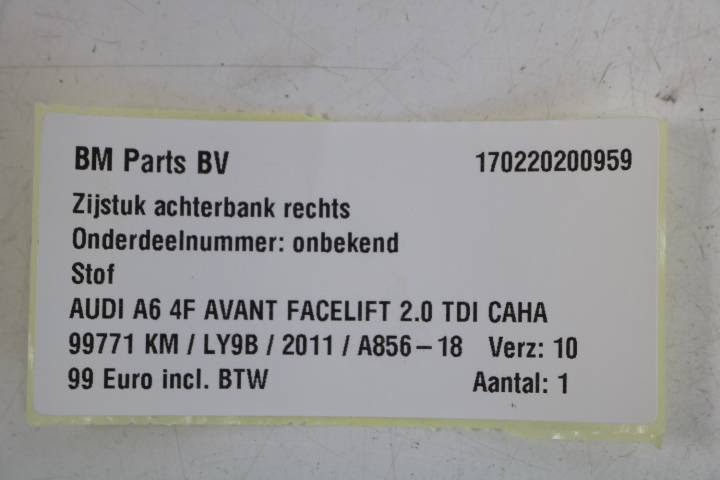 BM Parts BV 170220200959
Zijstuk achterbank rechts
Onderdeelnummer: onbekend
Stof
AUDI A6 4F AVANT FACELIFT 2.0 TDI CAHA
99771 KM / LY9B / 2011 / A856-18 Verz: 10
99 Euro incl. BTW Aantal: 1